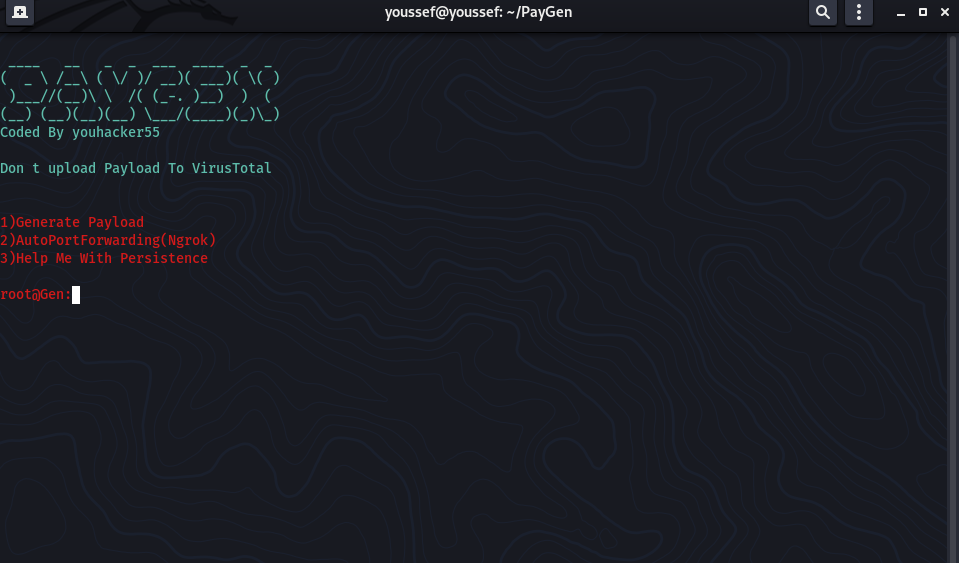 youssef@youssef: ~/PayGen
 ____   __   _  _  ___  ____  _  _
(  _ \ /__\ ( \/ )/ __)( ___)( \( )
 )___//(__)\ \  /( (_-. )__)  )  (
(__) (__)(__)(__) \___/(____)(_)\_)
Coded By youhacker55
Don t upload Payload To VirusTotal
1)Generate Payload
2)AutoPortForwarding(Ngrok)
3)Help Me With Persistence
root@Gen: